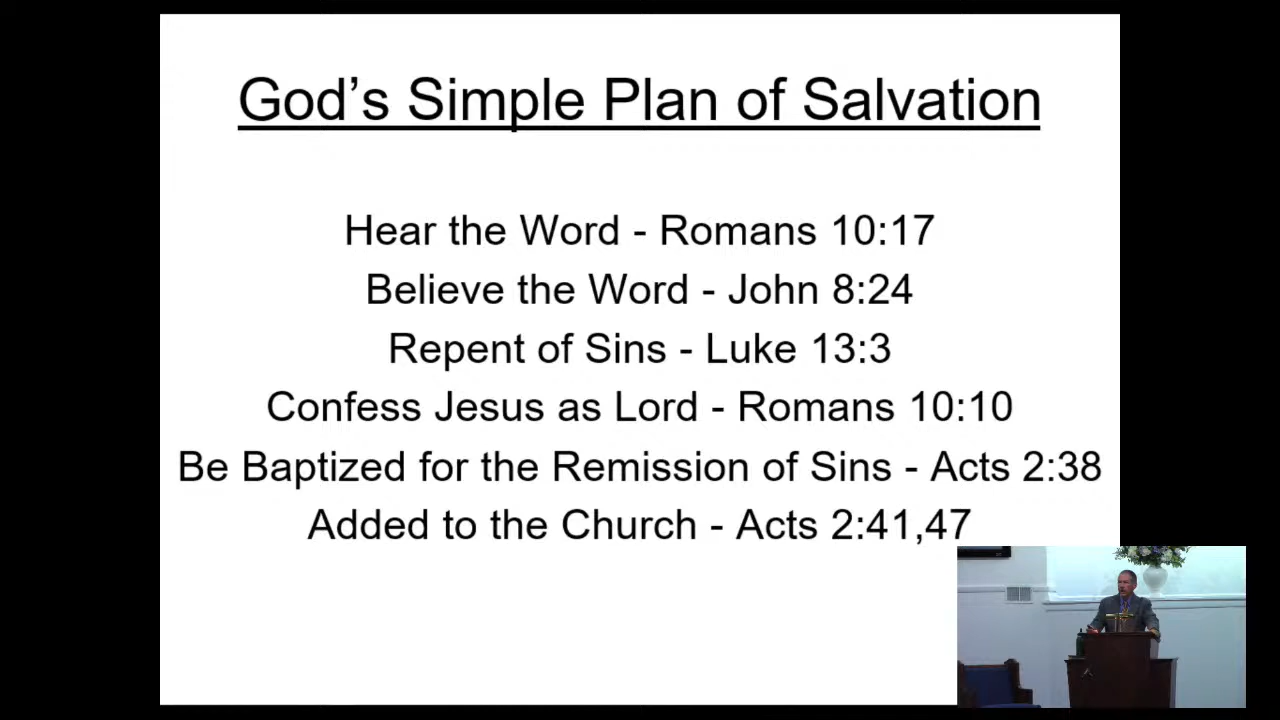 God’s Simple Plan of Salvation
Hear the Word - Romans 10:17
Believe the Word - John 8:24
Repent of Sins - Luke 13:3
Confess Jesus as Lord - Romans 10:10
Be Baptized for the Remission of Sins - Acts 2:38
Added to the Church - Acts 2:41,47